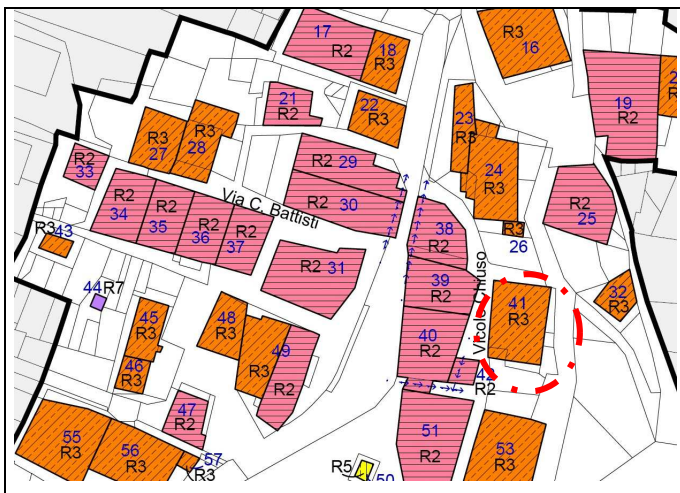 17
R2
18
R3
R3
16
19
R2
21
R2
22
R3
23
R3
24
R3
R3
27
R3
28
29
R2
R2
33
R2
34
R2
35
R2
36
R2
37
Via C. Battisti
R2
30
38
R2
R2
25
R3
26
R3
43
R2
31
39
R2
Vicolo Chiuso
41
R3
32
R3
44
R7
45
R3
48
R3
49
R3
R2
40
R2
42
R2
46
R3
47
R2
51
R2
53
R3
55
R3
56
R3
57
R3
R5
50